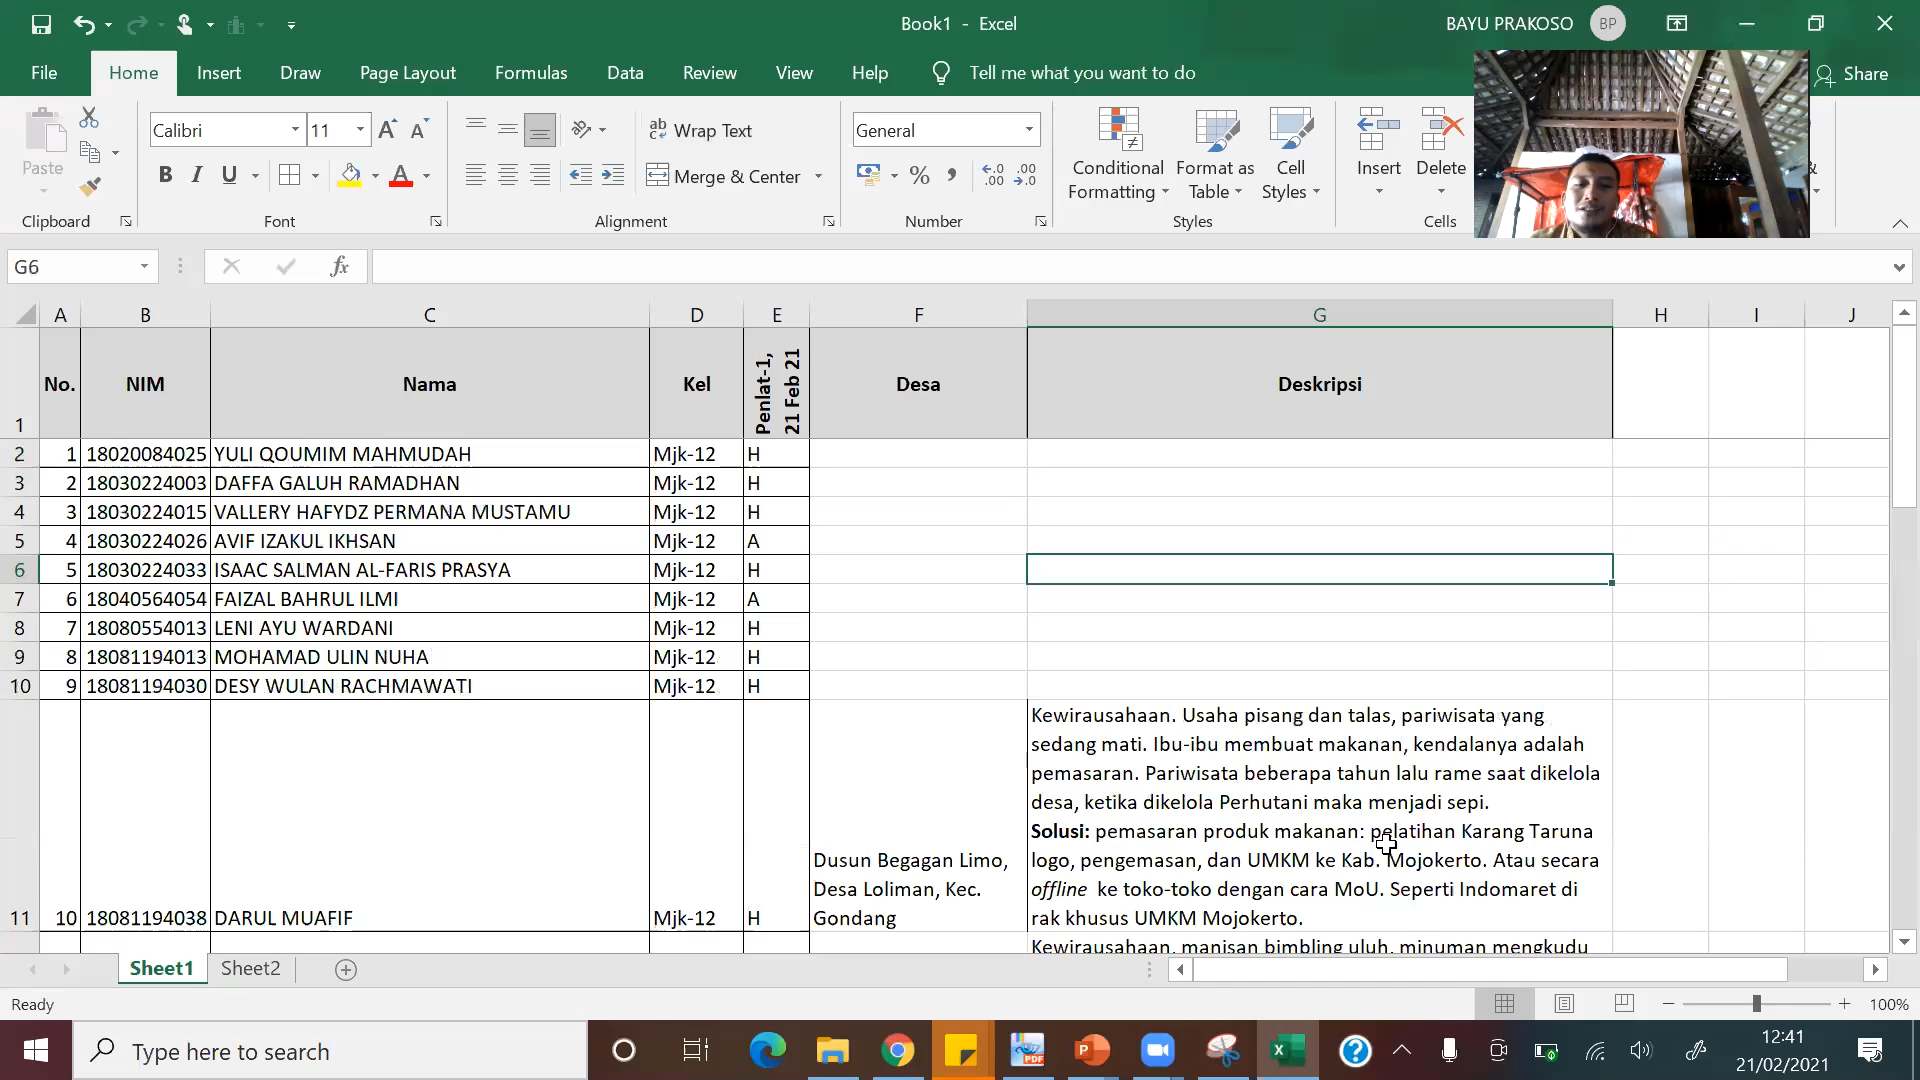 Book1 - Excel
BAYU PRAKOSO
BP
File Home Insert Draw Page Layout Formulas Data Review View Help Tell me what you want to do
Share
Paste
Calibri
11
Wrap Text
General
Merge & Center
Conditional Formatting
Format as Table
Cell Styles
Insert
Delete
Clipboard
Font
Alignment
Number
Styles
Cells
G6
fx
A B C D E F G H I J
1 No. NIM Nama Kel Penlat-1, 21 Feb 21 Desa Deskripsi
2 1 18020084025 YULI QOUMIM MAHMUDAH Mjk-12 H
3 2 18030224003 DAFFA GALUH RAMADHAN Mjk-12 H
4 3 18030224015 VALLERY HAFYDZ PERMANA MUSTAMU Mjk-12 H
5 4 18030224026 AVIF IZAKUL IKHSAN Mjk-12 A
6 5 18030224033 ISAAC SALMAN AL-FARIS PRASYA Mjk-12 H
7 6 18040564054 FAIZAL BAHRUL ILMI Mjk-12 A
8 7 18080554013 LENI AYU WARDANI Mjk-12 H
9 8 18081194013 MOHAMAD ULIN NUHA Mjk-12 H
10 9 18081194030 DESY WULAN RACHMAWATI Mjk-12 H
11 10 18081194038 DARUL MUAFIF Mjk-12 H
Dusun Begagan Limo,
Desa Loliman, Kec.
Gondang
Kewirausahaan. Usaha pisang dan talas, pariwisata yang
sedang mati. Ibu-ibu membuat makanan, kendalanya adalah
pemasaran. Pariwisata beberapa tahun lalu rame saat dikelola
desa, ketika dikelola Perhutani maka menjadi sepi.
Solusi: pemasaran produk makanan: pelatihan Karang Taruna
logo, pengemasan, dan UMKM ke Kab. Mojokerto. Atau secara
offline ke toko-toko dengan cara MoU. Seperti Indomaret di
rak khusus UMKM Mojokerto.
Kewirausahaan, manisan bimbling uluh, minuman mengkudu
Sheet1 Sheet2
Ready
100%
Type here to search
12:41
21/02/2021